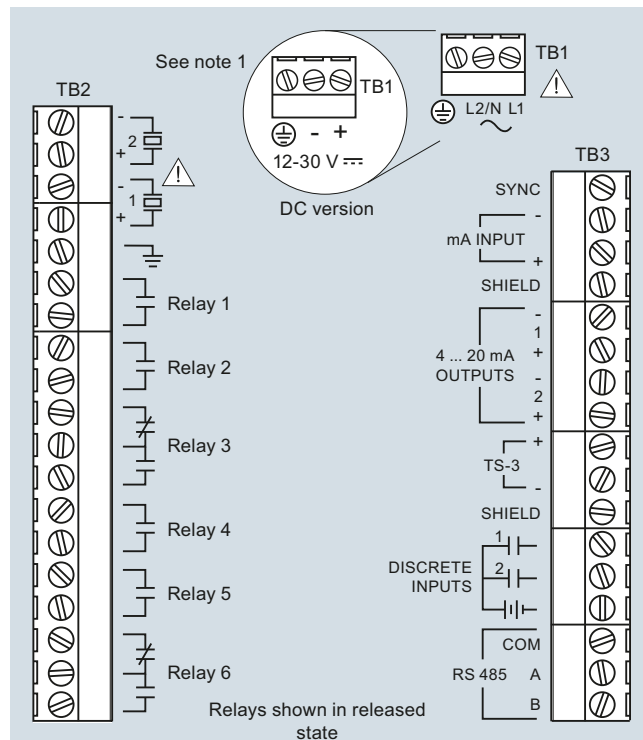 See note 1
TB1
- +
12-30 V
DC version
TB1
L2/N L1
TB2
-
2
+
-
1
+
Relay 1
Relay 2
Relay 3
Relay 4
Relay 5
Relay 6
Relays shown in released
state
TB3
SYNC
-
mA INPUT
+
SHIELD
-
1
+
4 ... 20 mA
OUTPUTS
-
2
+
+
TS-3
-
SHIELD
1
DISCRETE
INPUTS
2
COM
RS 485 A
B